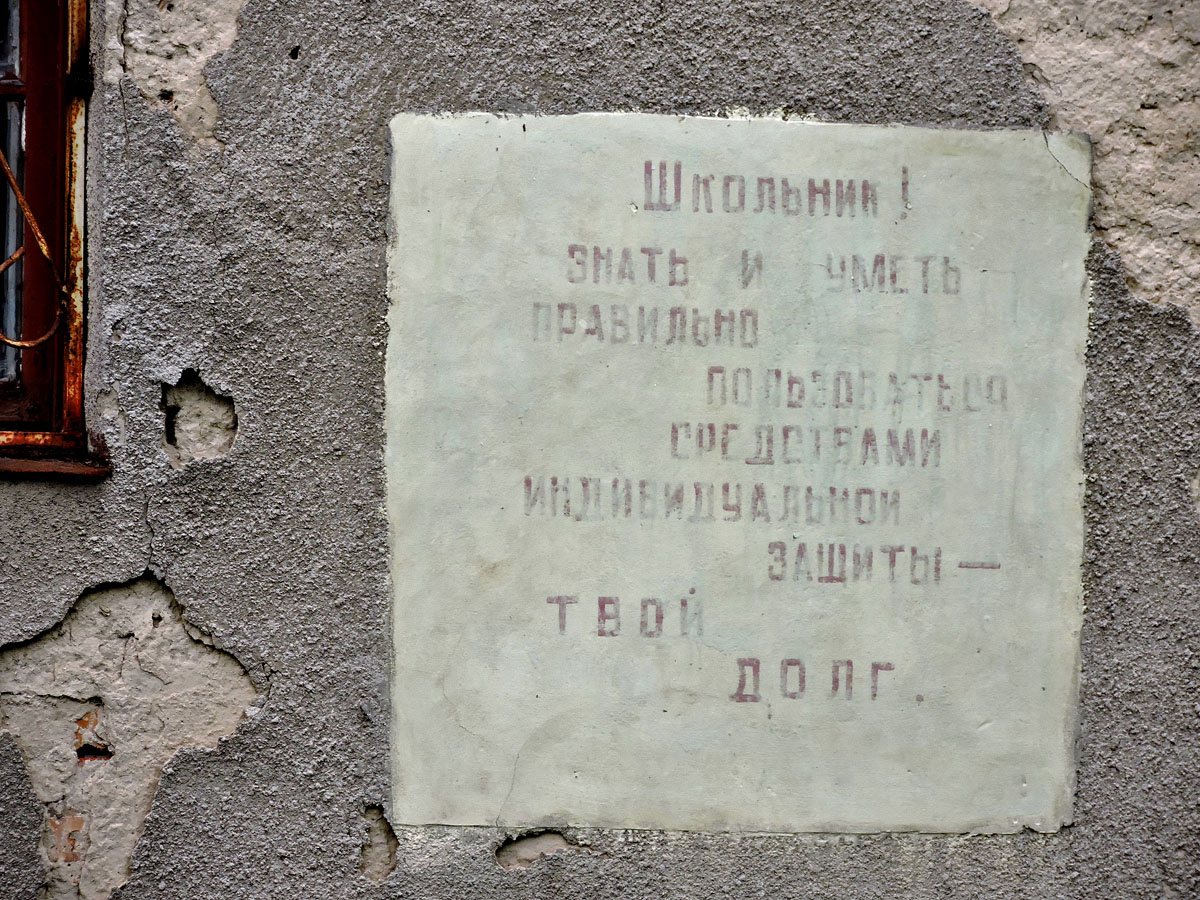 Школьник!
ЗНАТЬ И УМЕТЬ
ПРАВИЛЬНО
ПОЛЬЗОВАТЬСЯ
СРЕДСТВАМИ
ИНДИВИДУАЛЬНОЙ
ЗАЩИТЫ —
ТВОЙ
ДОЛГ.